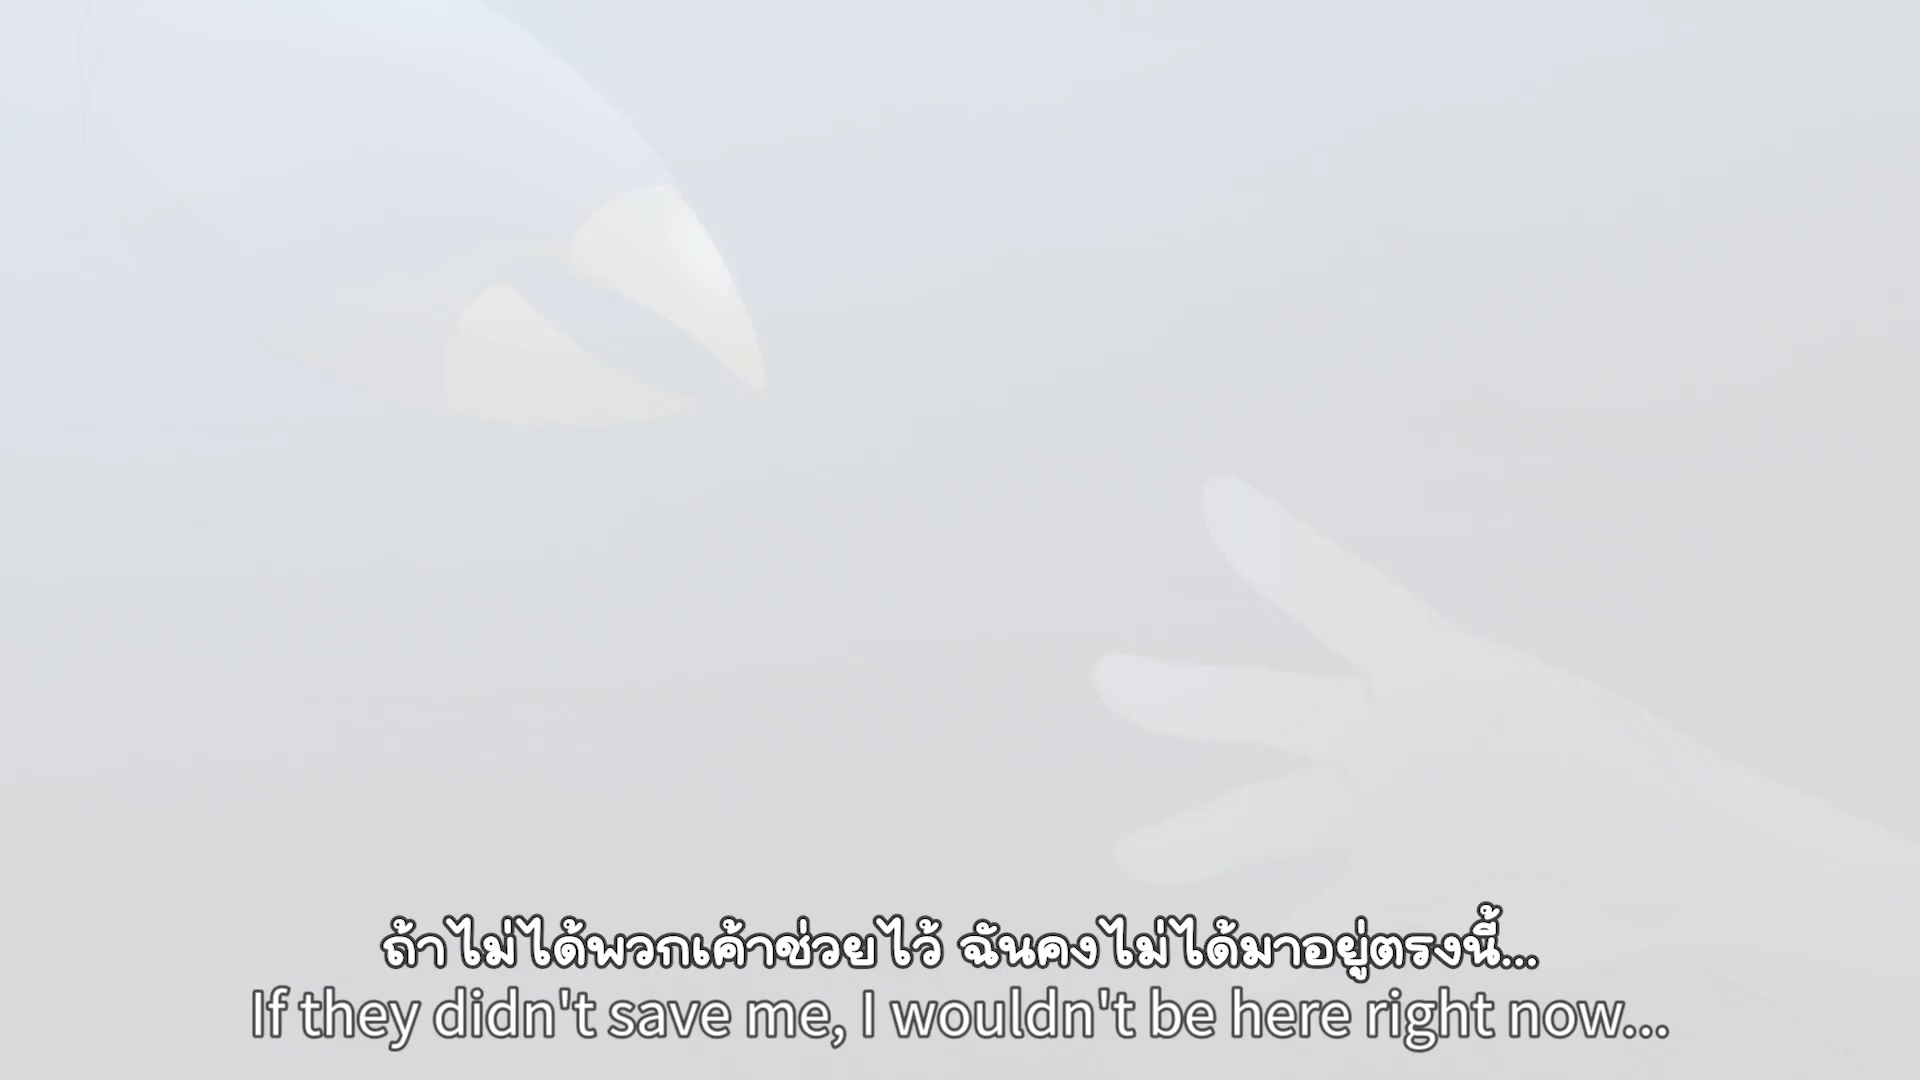 ถ้าไม่ได้พวกเค้าช่วยไว้ ฉันคงไม่ได้มาอยู่ตรงนี้...
If they didn't save me, I wouldn't be here right now...